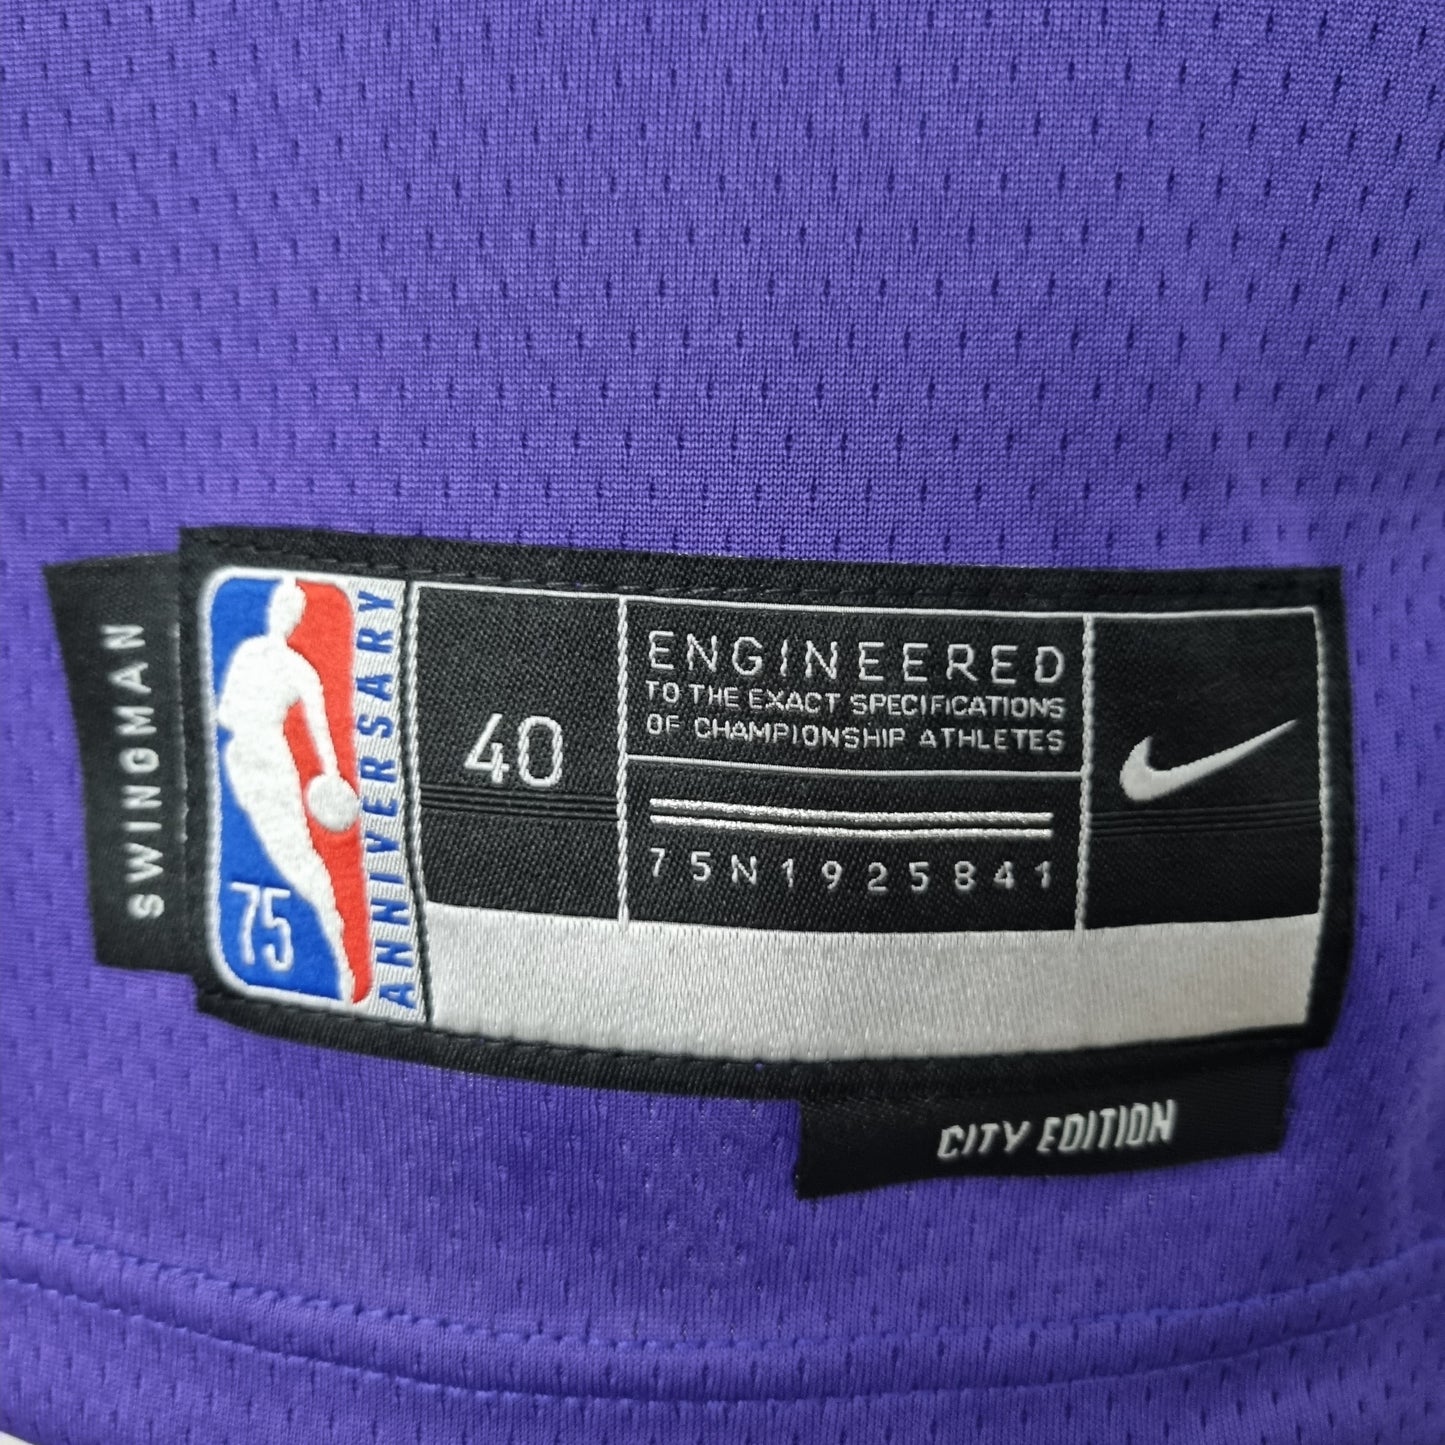 SWINGMAN
75
ANNIVERSARY
40
ENGINEERED
TO THE EXACT SPECIFICATIONS
OF CHAMPIONSHIP ATHLETES
75N1925841
CITY EDITION